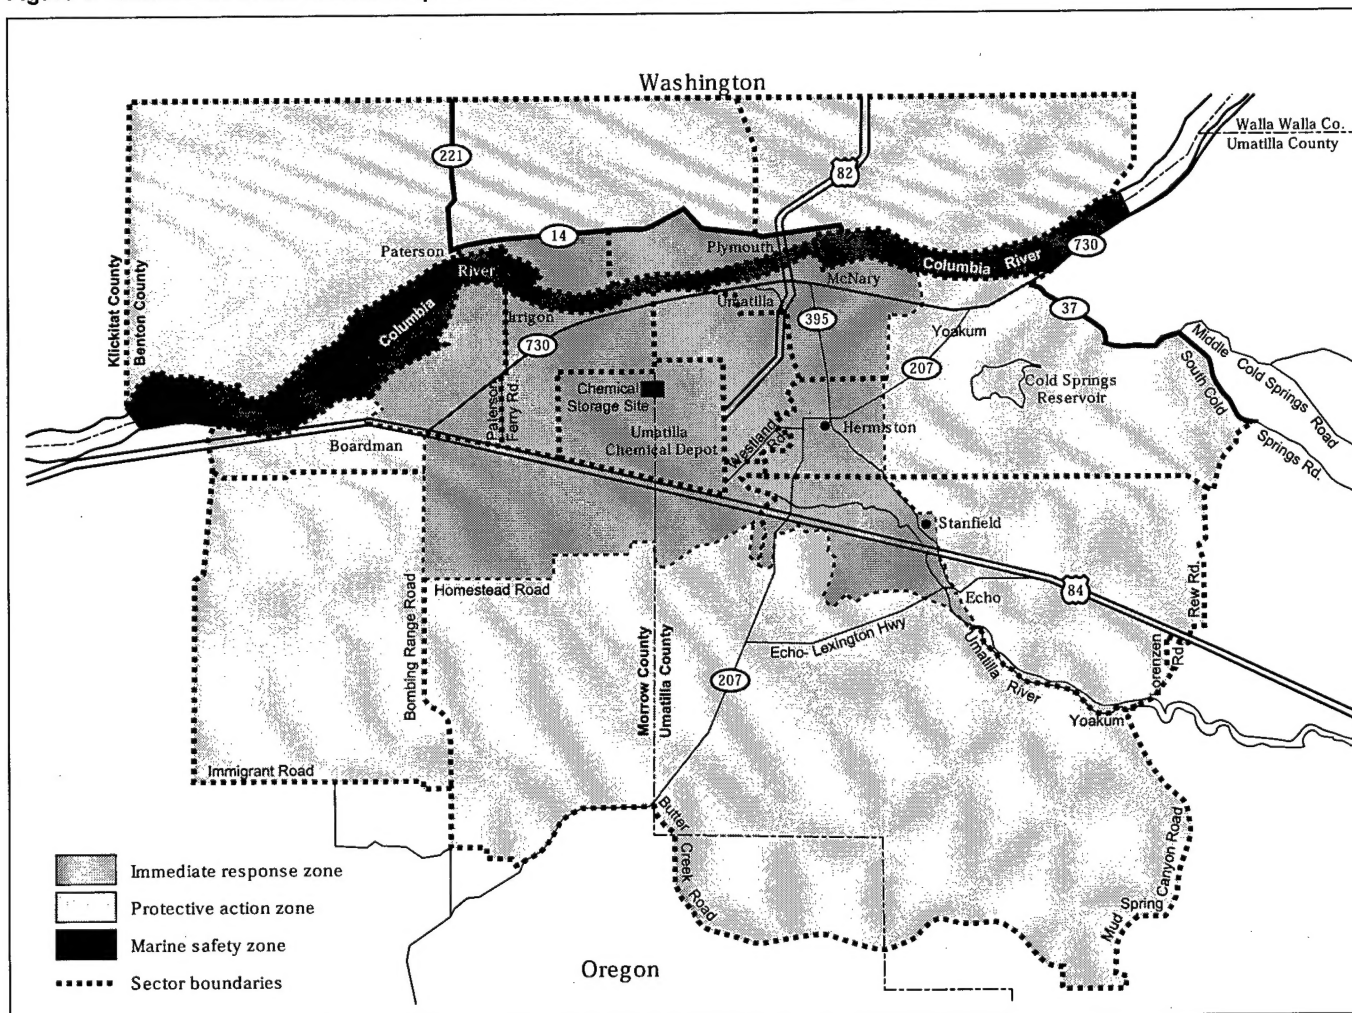 Washington
Walla Walla Co.
Umatilla County
221
82
14
Plymouth
Paterson
730
Klickitat County
Benton County
River
Columbia River
McNary
Columbia
Umatilla
Irrigon
395
37
Yoakum
730
207
Middle Cold Springs Road
South Cold Springs Rd.
Cold Springs
Reservoir
Chemical
Storage Site
Paterson
Ferry Rd.
Umatilla
Chemical Depot
Westland
Rd.
Hermiston
Boardman
Stanfield
Homestead Road
84
Echo
Rew Rd.
Bombing Range Road
Echo- Lexington Hwy
Umatilla River
Morrow County
Umatilla County
207
Lorenzen
Rd.
Yoakum
Immigrant Road
Butter Creek Road
Mud Spring Canyon Road
Immediate response zone
Protective action zone
Marine safety zone
Sector boundaries
Oregon